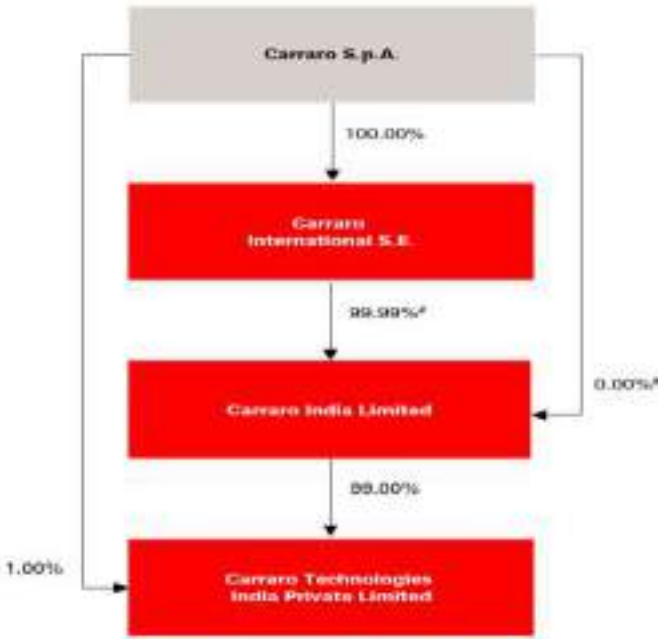 Carraro S.p.A.
100.00%
Carraro
International S.E.
99.99%#
0.00%#
Carraro India Limited
99.00%
1.00%
Carraro Technologies
India Private Limited